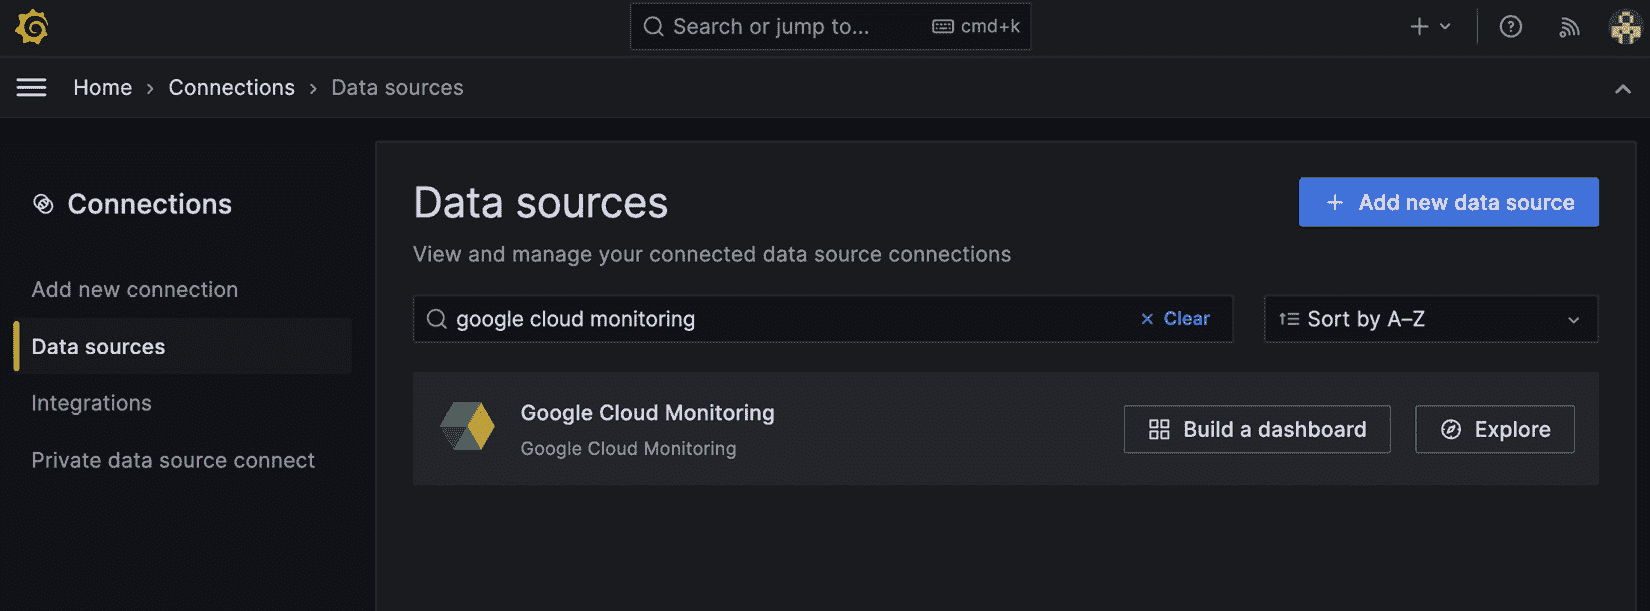 Search or jump to... cmd+k
Home › Connections › Data sources
Connections
Add new connection
Data sources
Integrations
Private data source connect
Data sources
+ Add new data source
View and manage your connected data source connections
google cloud monitoring × Clear
Sort by A–Z
Google Cloud Monitoring
Google Cloud Monitoring
Build a dashboard
Explore